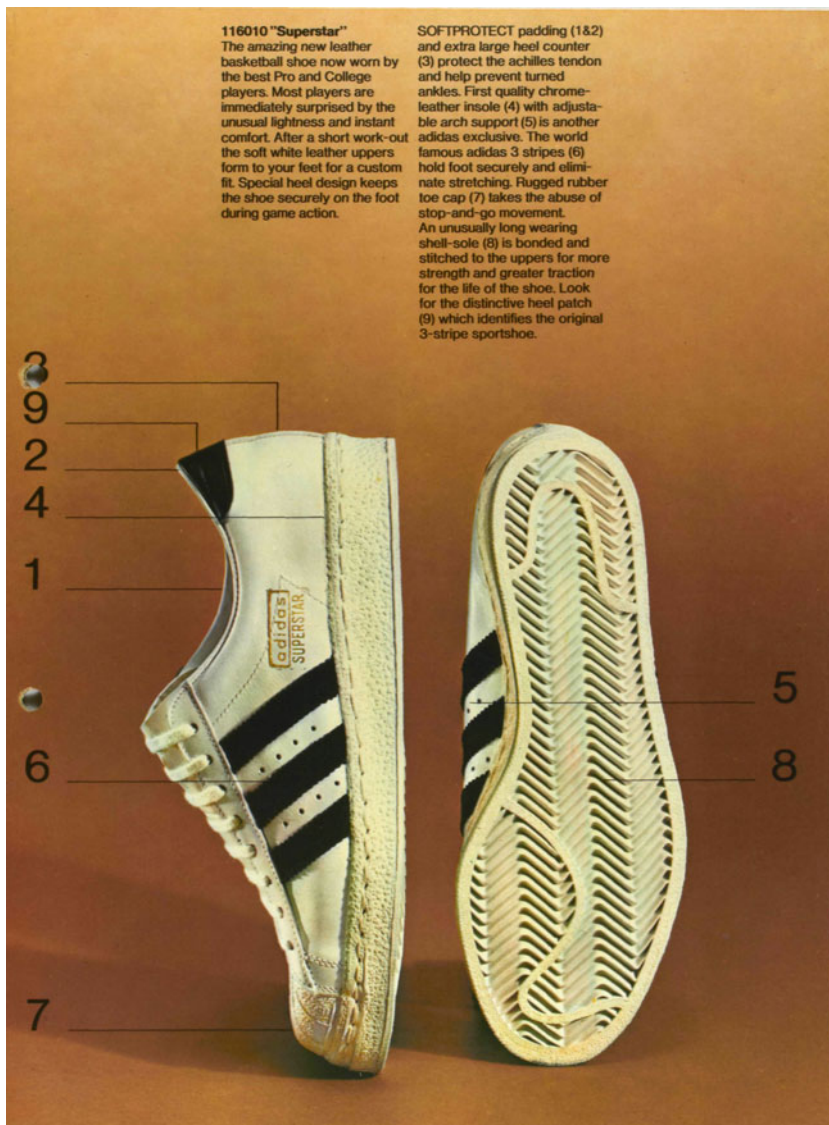 116010 "Superstar"
The amazing new leather
basketball shoe now worn by
the best Pro and College
players. Most players are
immediately surprised by the
unusual lightness and instant
comfort. After a short work-out
the soft white leather uppers
form to your feet for a custom
fit. Special heel design keeps
the shoe securely on the foot
during game action.
SOFTPROTECT padding (1&2)
and extra large heel counter
(3) protect the achilles tendon
and help prevent turned
ankles. First quality chrome-
leather insole (4) with adjusta-
ble arch support (5) is another
adidas exclusive. The world
famous adidas 3 stripes (6)
hold foot securely and elimi-
nate stretching. Rugged rubber
toe cap (7) takes the abuse of
stop-and-go movement.
An unusually long wearing
shell-sole (8) is bonded and
stitched to the uppers for more
strength and greater traction
for the life of the shoe. Look
for the distinctive heel patch
(9) which identifies the original
3-stripe sportshoe.
3
9
2
4
1
adidas
SUPERSTAR
5
6
8
7